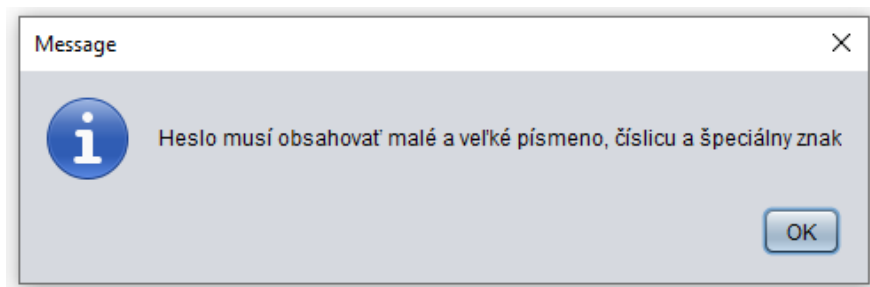 Message
Heslo musí obsahovať malé a veľké písmeno, číslicu a špeciálny znak
OK